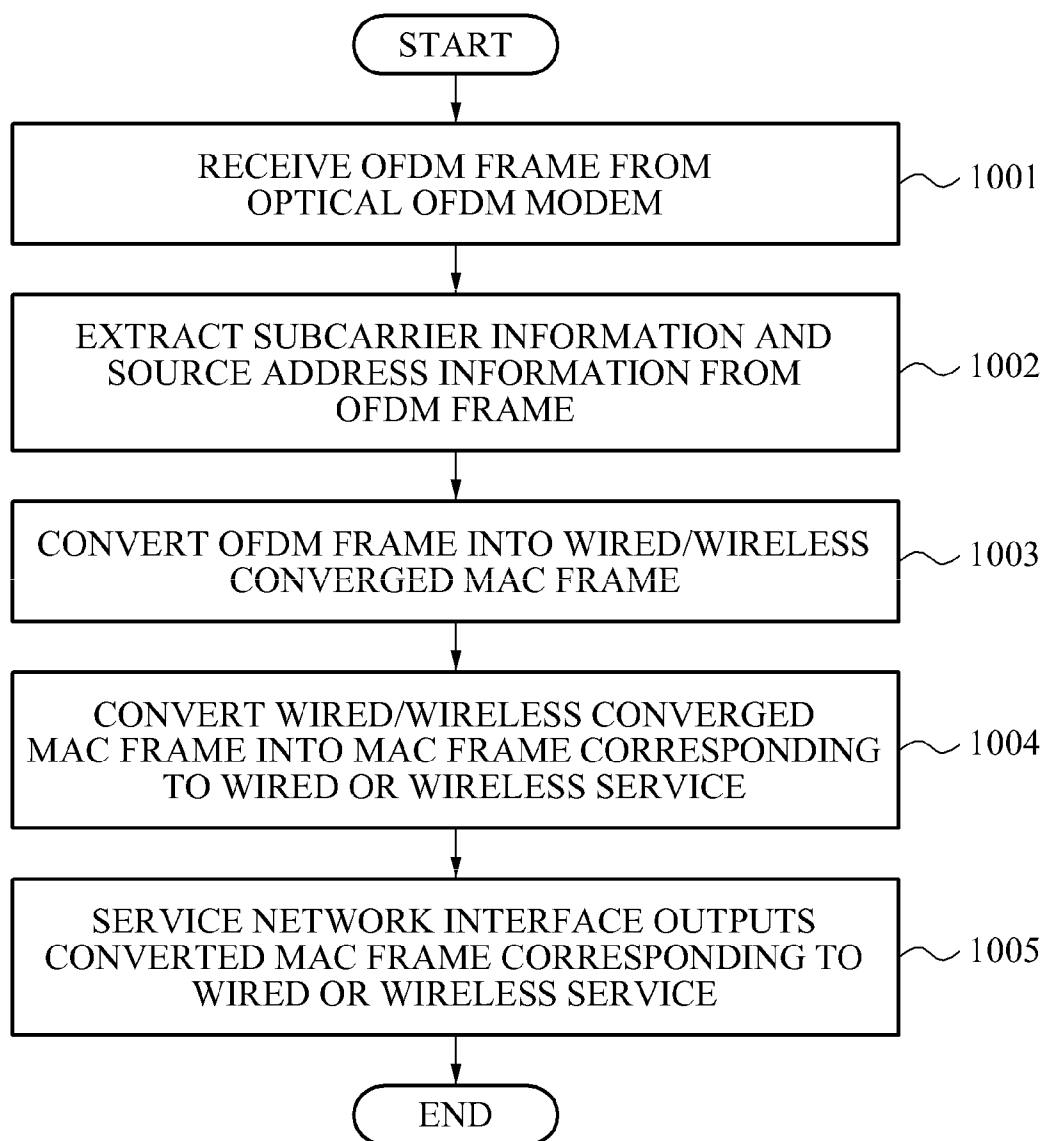 START
RECEIVE OFDM FRAME FROM
OPTICAL OFDM MODEM
1001
EXTRACT SUBCARRIER INFORMATION AND
SOURCE ADDRESS INFORMATION FROM
OFDM FRAME
1002
CONVERT OFDM FRAME INTO WIRED/WIRELESS
CONVERGED MAC FRAME
1003
CONVERT WIRED/WIRELESS CONVERGED
MAC FRAME INTO MAC FRAME CORRESPONDING
TO WIRED OR WIRELESS SERVICE
1004
SERVICE NETWORK INTERFACE OUTPUTS
CONVERTED MAC FRAME CORRESPONDING TO
WIRED OR WIRELESS SERVICE
1005
END